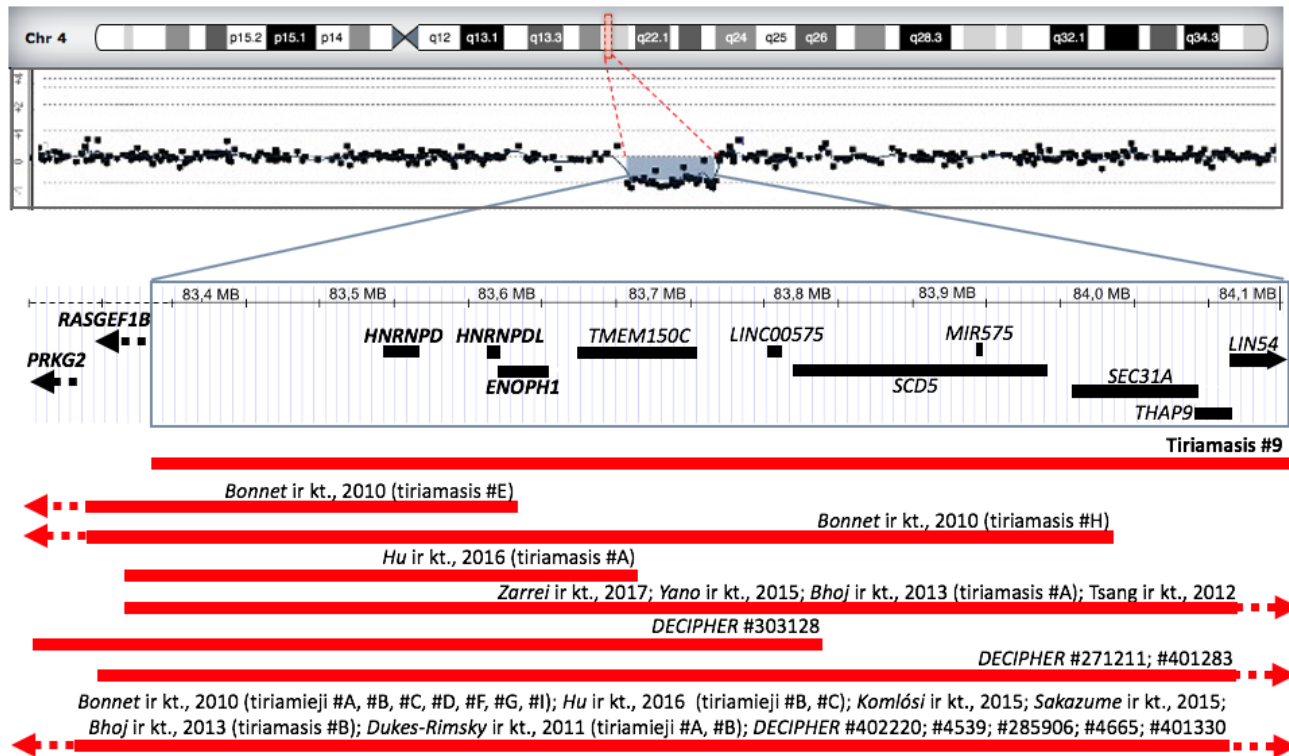 Chr 4 p15.2 p15.1 p14 q12 q13.1 q13.3 q22.1 q24 q25 q26 q28.3 q32.1 q34.3
+4
+2
+1
0
-1
83,4 MB 83,5 MB 83,6 MB 83,7 MB 83,8 MB 83,9 MB 84,0 MB 84,1 MB
RASGEF1B HNRNPD HNRNPDL TMEM150C LINC00575 MIR575 LIN54
PRKG2 ENOPH1 SCD5 SEC31A
THAP9
Tiriamasis #9
Bonnet ir kt., 2010 (tiriamasis #E)
Bonnet ir kt., 2010 (tiriamasis #H)
Hu ir kt., 2016 (tiriamasis #A)
Zarrei ir kt., 2017; Yano ir kt., 2015; Bhoj ir kt., 2013 (tiriamasis #A); Tsang ir kt., 2012
DECIPHER #303128
DECIPHER #271211; #401283
Bonnet ir kt., 2010 (tiriamieji #A, #B, #C, #D, #F, #G, #I); Hu ir kt., 2016 (tiriamieji #B, #C); Komlósi ir kt., 2015; Sakazume ir kt., 2015;
Bhoj ir kt., 2013 (tiriamasis #B); Dukes-Rimsky ir kt., 2011 (tiriamieji #A, #B); DECIPHER #402220; #4539; #285906; #4665; #401330